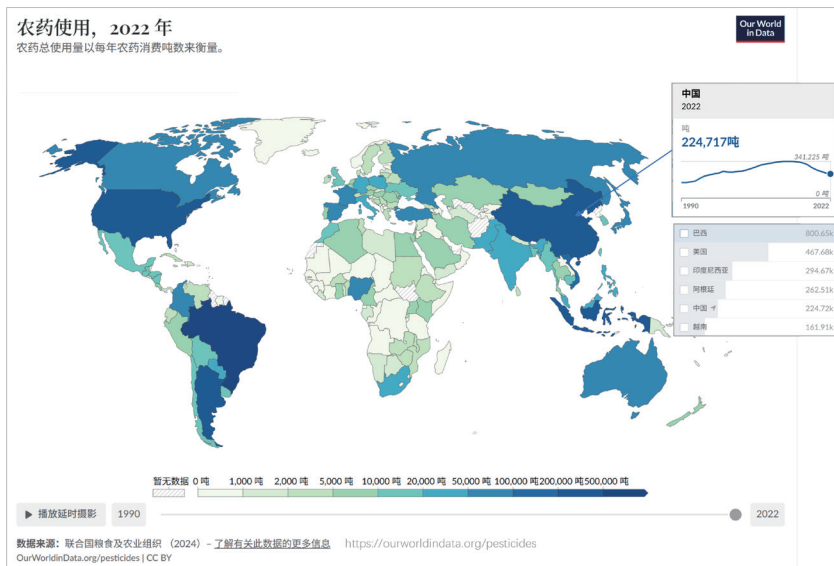 农药使用，2022 年
农药总使用量以每年农药消费吨数来衡量。
Our World
in Data
中国
2022
吨
224,717吨
341,225 吨
0 吨
1990
2022
巴西 800.65k
美国 467.68k
印度尼西亚 294.67k
阿根廷 262.51k
中国 224.72k
越南 161.91k
暂无数据 0 吨 1,000 吨 2,000 吨 5,000 吨 10,000 吨 20,000 吨 50,000 吨 100,000 吨 200,000 吨 500,000 吨
播放延时摄影 1990 2022
数据来源：联合国粮食及农业组织 （2024）– 了解有关此数据的更多信息 https://ourworldindata.org/pesticides
OurWorldinData.org/pesticides | CC BY